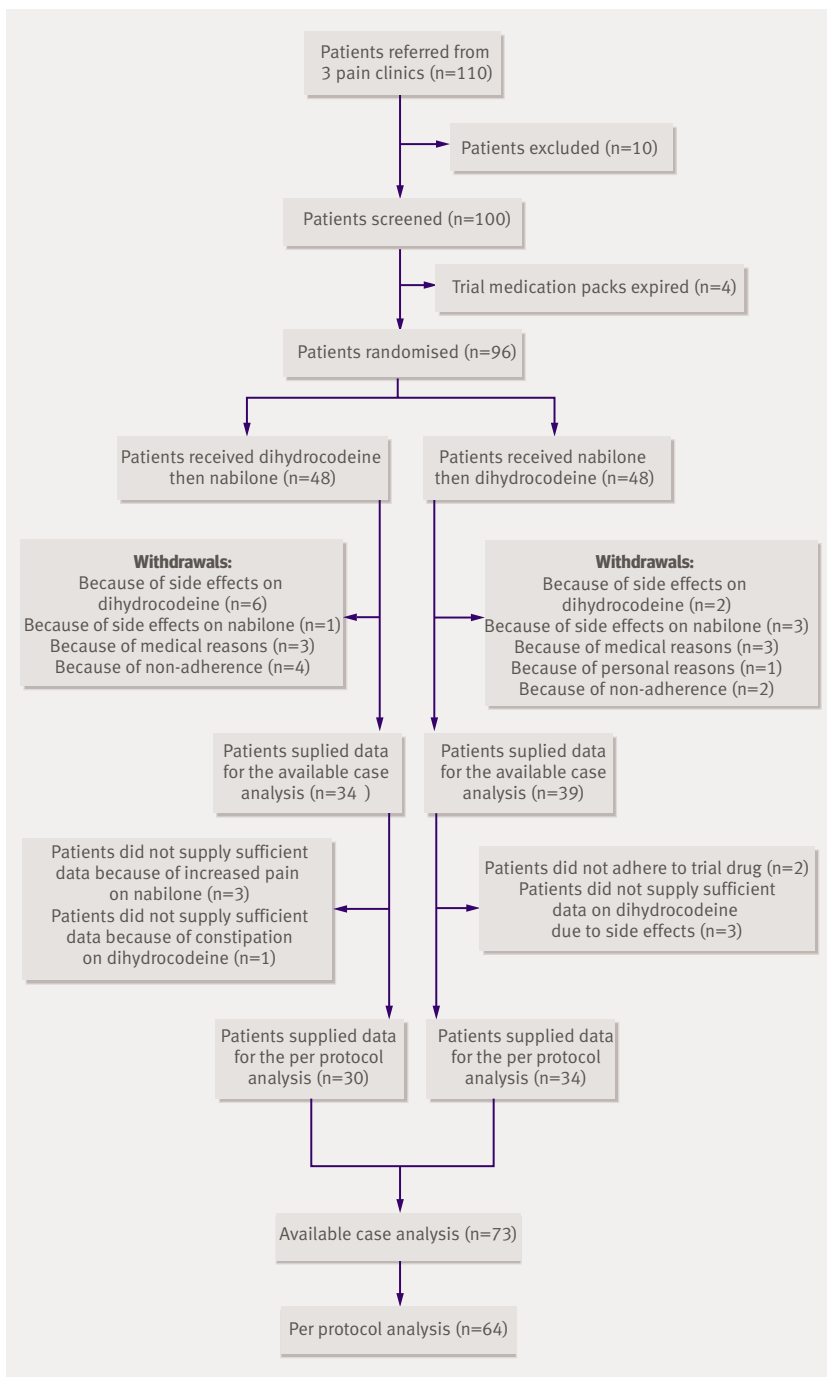 Patients referred from
3 pain clinics (n=110)
Patients excluded (n=10)
Patients screened (n=100)
Trial medication packs expired (n=4)
Patients randomised (n=96)
Patients received dihydrocodeine
then nabilone (n=48)
Patients received nabilone
then dihydrocodeine (n=48)
Withdrawals:
Because of side effects on
dihydrocodeine (n=6)
Because of side effects on nabilone (n=1)
Because of medical reasons (n=3)
Because of non-adherence (n=4)
Withdrawals:
Because of side effects on
dihydrocodeine (n=2)
Because of side effects on nabilone (n=3)
Because of medical reasons (n=3)
Because of personal reasons (n=1)
Because of non-adherence (n=2)
Patients suplied data
for the available case
analysis (n=34 )
Patients suplied data
for the available case
analysis (n=39)
Patients did not supply sufficient
data because of increased pain
on nabilone (n=3)
Patients did not supply sufficient
data because of constipation
on dihydrocodeine (n=1)
Patients did not adhere to trial drug (n=2)
Patients did not supply sufficient
data on dihydrocodeine
due to side effects (n=3)
Patients supplied data
for the per protocol
analysis (n=30)
Patients supplied data
for the per protocol
analysis (n=34)
Available case analysis (n=73)
Per protocol analysis (n=64)